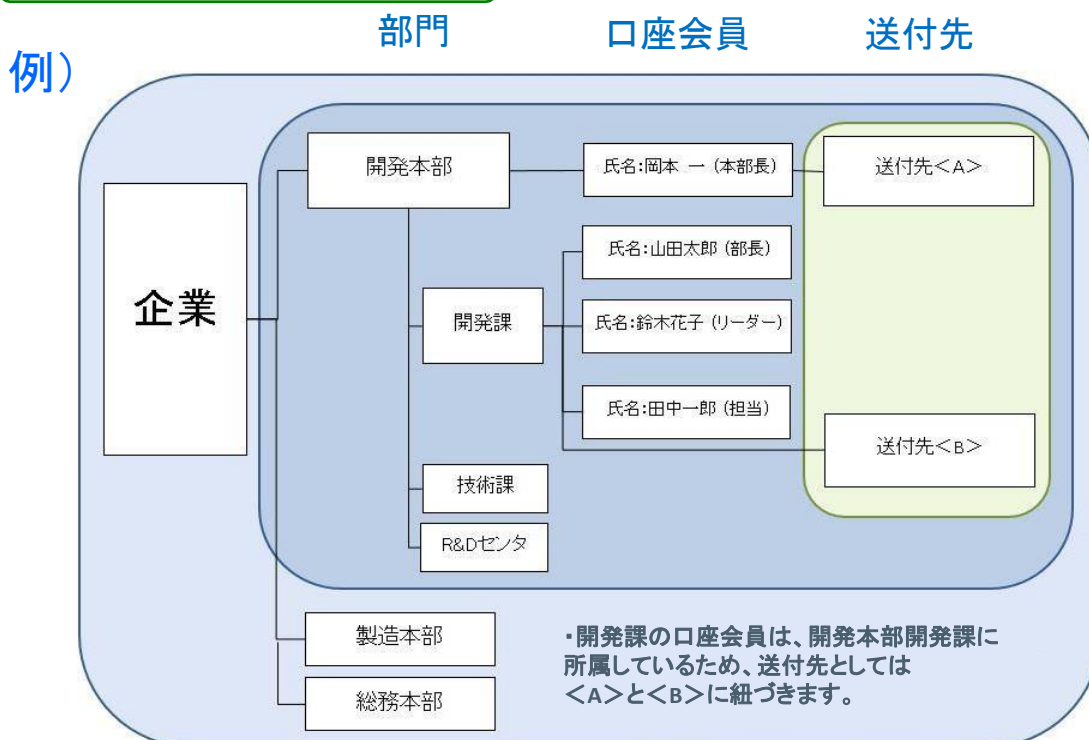 部門 口座会員 送付先
例）
開発本部
氏名:岡本 一 (本部長)
送付先＜A＞
企業
開発課
氏名:山田太郎 (部長)
氏名:鈴木花子 (リーダー)
氏名:田中一郎 (担当)
送付先＜B＞
技術課
R&Dセンタ
製造本部
総務本部
・開発課の口座会員は、開発本部開発課に
所属しているため、送付先としては
＜A＞と＜B＞に紐づきます。